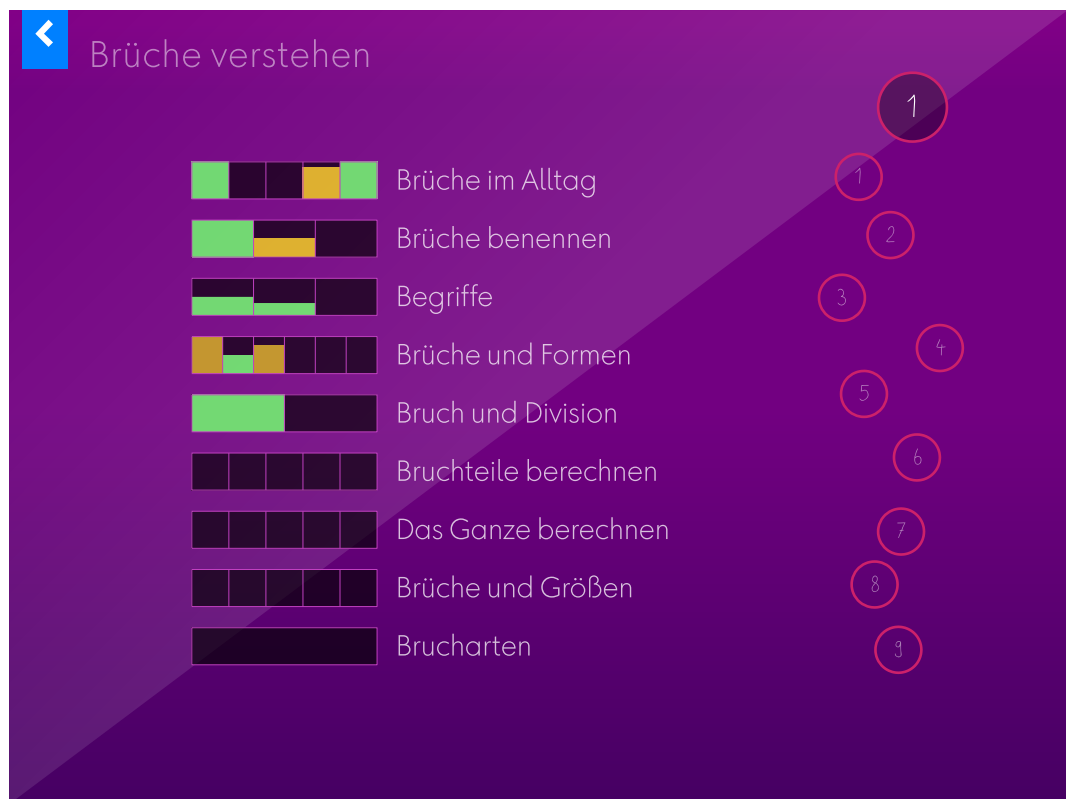 Brüche verstehen
1
Brüche im Alltag
1
Brüche benennen
2
Begriffe
3
Brüche und Formen
4
Bruch und Division
5
Bruchteile berechnen
6
Das Ganze berechnen
7
Brüche und Größen
8
Brucharten
9